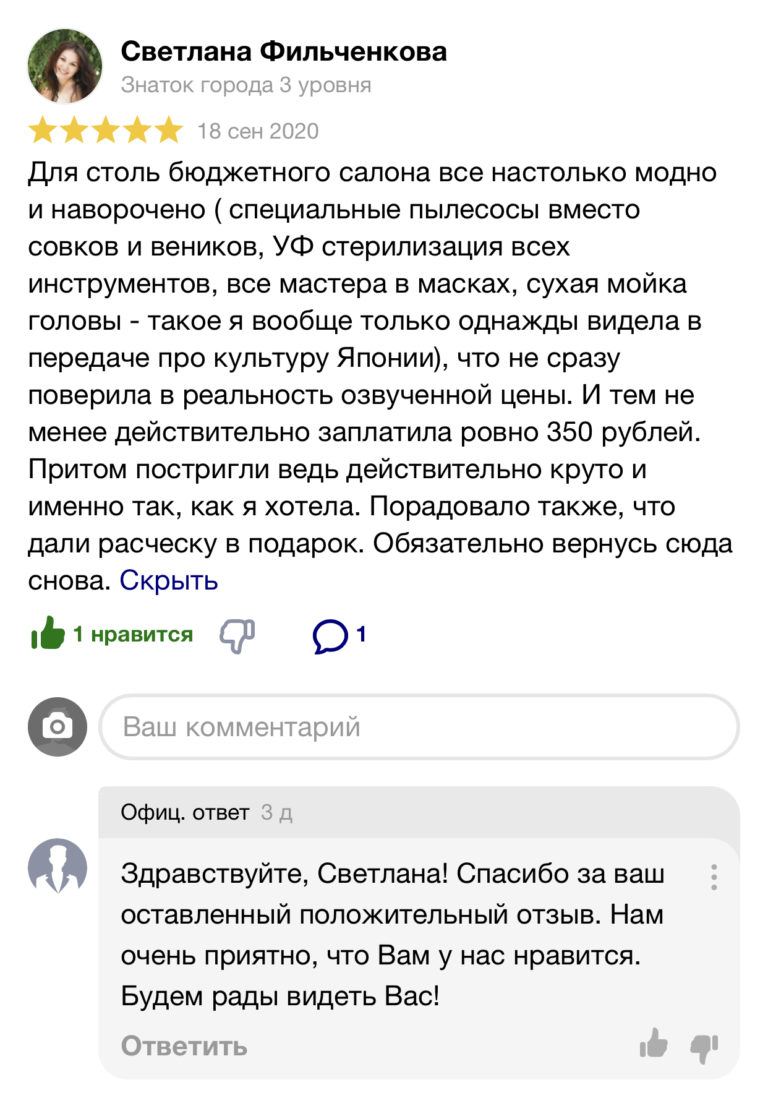 Светлана Фильченкова
Знаток города 3 уровня
18 сен 2020
Для столь бюджетного салона все настолько модно
и наворочено ( специальные пылесосы вместо
совков и веников, УФ стерилизация всех
инструментов, все мастера в масках, сухая мойка
головы - такое я вообще только однажды видела в
передаче про культуру Японии), что не сразу
поверила в реальность озвученной цены. И тем не
менее действительно заплатила ровно 350 рублей.
Притом постригли ведь действительно круто и
именно так, как я хотела. Порадовало также, что
дали расческу в подарок. Обязательно вернусь сюда
снова. Скрыть
1 нравится 1
Ваш комментарий
Офиц. ответ 3 д
Здравствуйте, Светлана! Спасибо за ваш
оставленный положительный отзыв. Нам
очень приятно, что Вам у нас нравится.
Будем рады видеть Вас!
Ответить